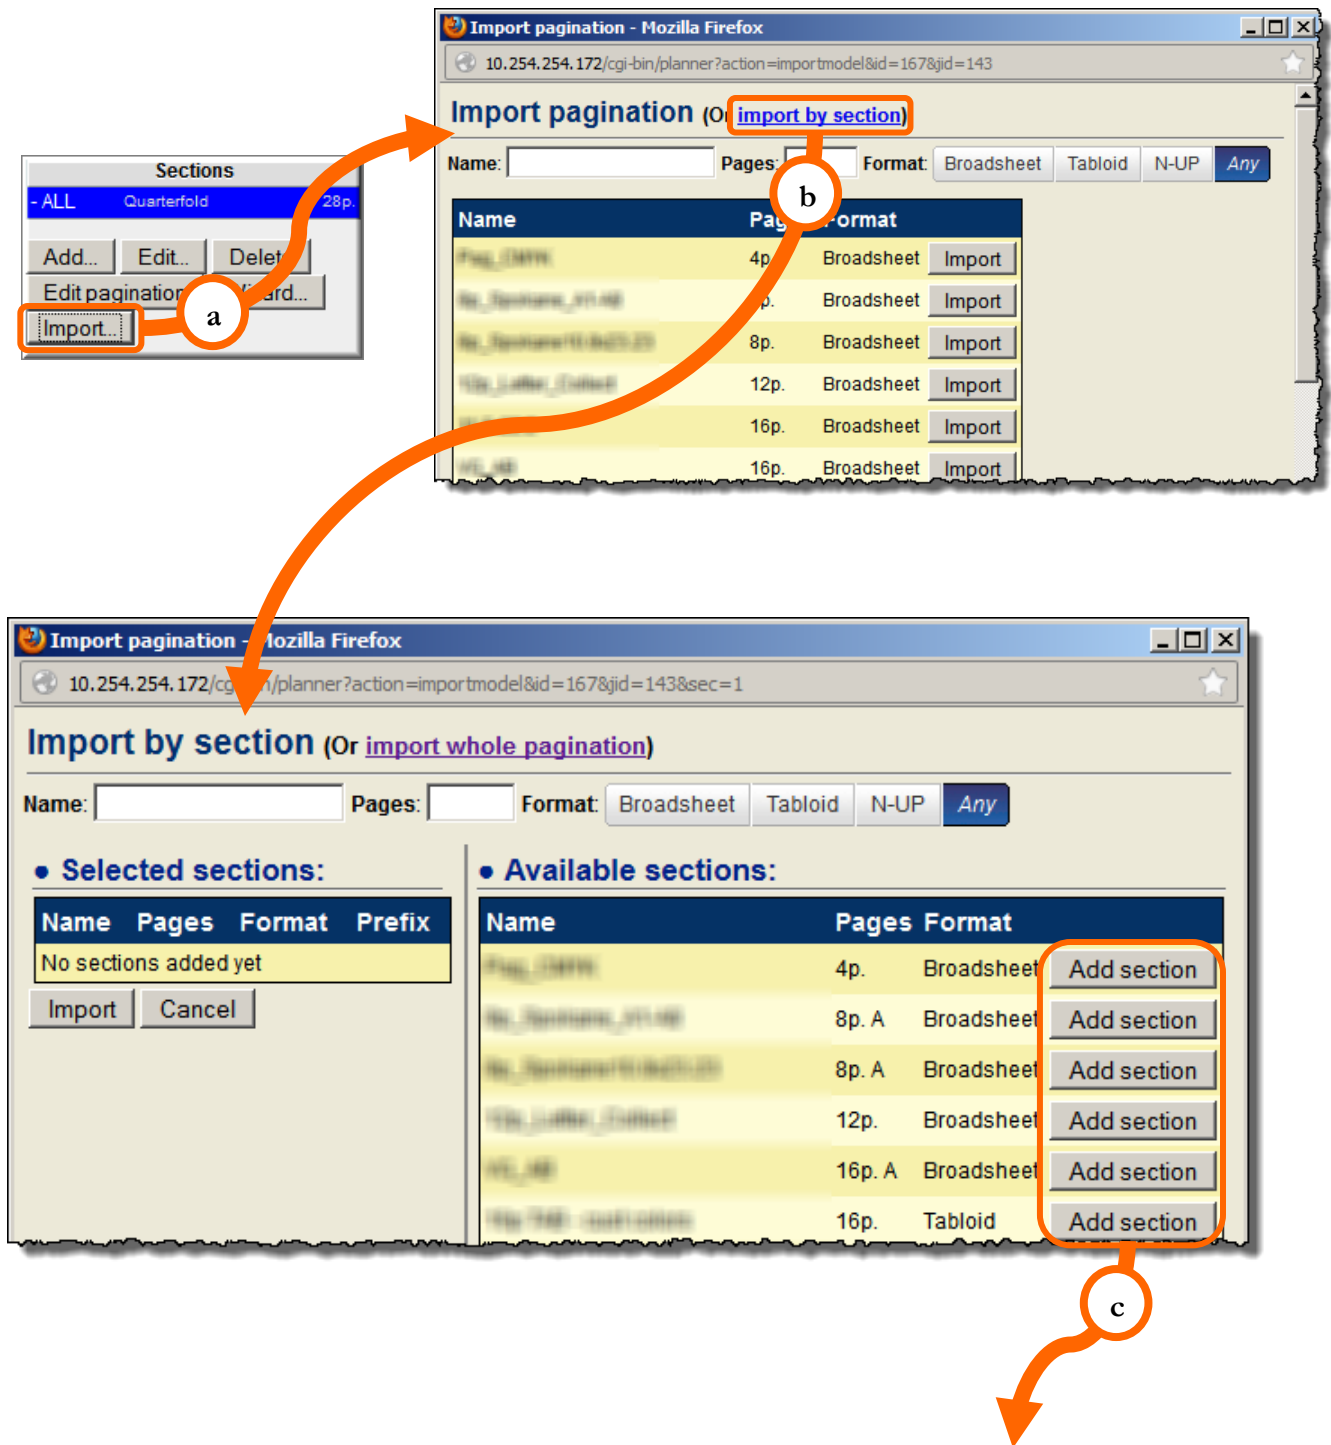 Import pagination - Mozilla Firefox
10.254.254.172/cgi-bin/planner?action=importmodel&id=167&jid=143
Import pagination (Or import by section)
Name: Pages: Format: Broadsheet Tabloid N-UP Any
Name Pag Format
4p. Broadsheet Import
p. Broadsheet Import
8p. Broadsheet Import
12p. Broadsheet Import
16p. Broadsheet Import
16p. Broadsheet Import
Sections
- ALL Quarterfold 28p.
Add... Edit... Delet
Edit pagination izard...
Import...
a
b
Import pagination - Mozilla Firefox
10.254.254.172/cg n/planner?action=importmodel&id=167&jid=143&sec=1
Import by section (Or import whole pagination)
Name: Pages: Format: Broadsheet Tabloid N-UP Any
• Selected sections:
Name Pages Format Prefix
No sections added yet
Import Cancel
• Available sections:
Name Pages Format
4p. Broadsheet Add section
8p. A Broadsheet Add section
8p. A Broadsheet Add section
12p. Broadsheet Add section
16p. A Broadsheet Add section
16p. Tabloid Add section
c